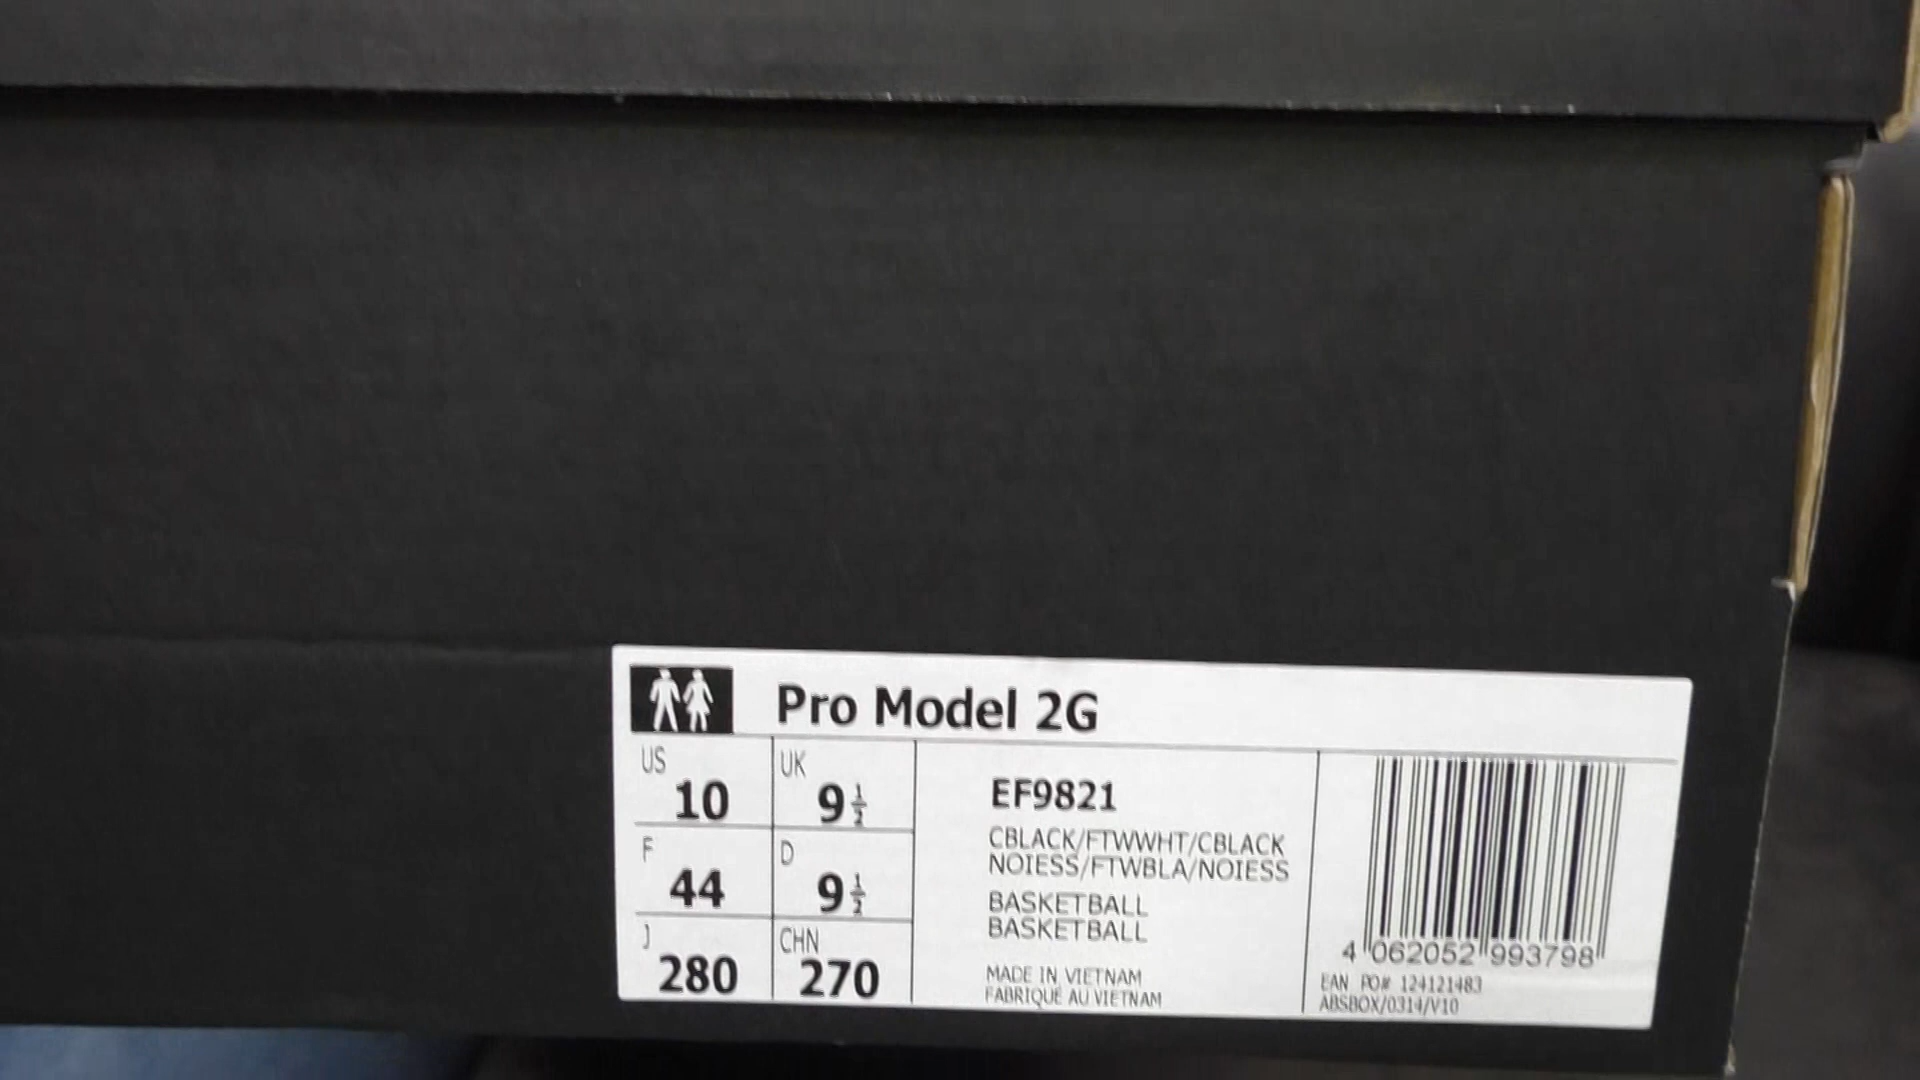 Pro Model 2G
US 10 UK 9½
F 44 D 9½
J 280 CHN 270
EF9821
CBLACK/FTWWHT/CBLACK
NOIESS/FTWBLA/NOIESS
BASKETBALL
BASKETBALL
MADE IN VIETNAM
FABRIQUÉ AU VIETNAM
4 062052 993798
EAN PO# 124121483
ABSBOX/0314/V10